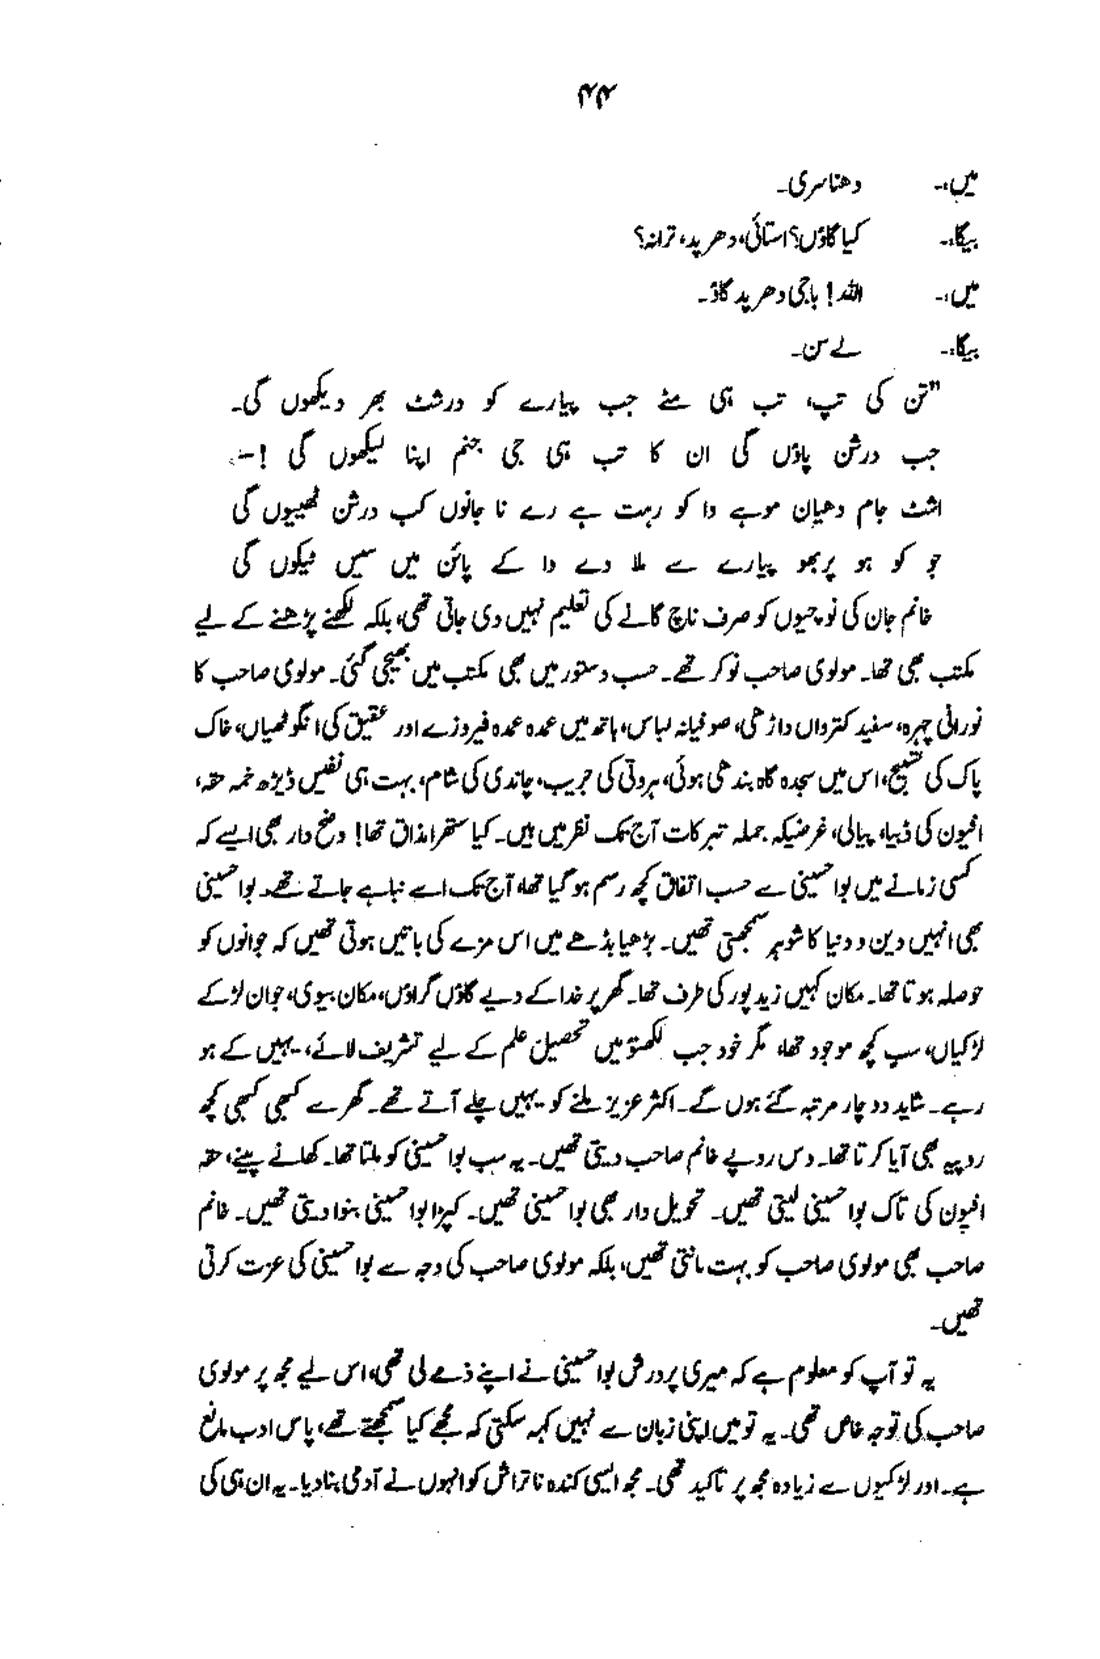 ۴۴
میں:۔ دھناسری۔
بیگا:۔ کیا گاؤں؟ استائی، دھرپد، ترانہ؟
میں:۔ اللہ! باجی دھرپد گاؤ۔
بیگا:۔ لے سن۔
"تن کی تپ، تب ہی مٹے جب پیارے کو درشٹ بھر دیکھوں گی۔
جب درشن پاؤں گی ان کا تب ہی جی جنم اپنا لیکھوں گی !۔
اشٹ جام دھیان موہے وا کو رہت ہے رے نا جانوں کب درشن
جو کو ہو پربھو پیارے سے ملا دے وا کے پائن میں سیس ٹیکوں گی
خانم جان کی نوچیوں کو صرف ناچ گانے کی تعلیم نہیں دی جاتی تھی، بلکہ لکھنے پڑھنے کے لیے
مکتب بھی تھا۔ مولوی صاحب نوکر تھے۔ حسب دستور میں بھی مکتب میں بھیجی گئی۔ مولوی صاحب کا
نورانی چہرہ، سفید کترواں داڑھی، صوفیانہ لباس، ہاتھ میں عمدہ عمدہ فیروزے اور عقیق کی انگوٹھیاں، خاک
پاک کی تسبیح، اس میں سجدہ گاہ بندھی ہوئی، ہروتی کی جریب، چاندی کی شام، بہت ہی نفیس ڈیڑھ خمہ حقہ،
افیون کی ڈبیا، پیالی، غرضیکہ جملہ تبرکات آج تک نظر میں ہیں۔ کیا ستھرا مذاق تھا! وضع دار بھی ایسے کہ
کسی زمانے میں بوا حسینی سے حسب اتفاق کچھ رسم ہو گیا تھا، آج تک اسے نباہے جاتے تھے۔ بوا حسینی
بھی انہیں دین و دنیا کا شوہر سمجھتی تھیں۔ بڑھیا بڈھے میں اس مزے کی باتیں ہوتی تھیں کہ جوانوں کو
حوصلہ ہوتا تھا۔ مکان کہیں زید پور کی طرف تھا۔ گھر پر خدا کے دیے گاؤں گراؤں، مکان بیوی، جوان لڑکے
لڑکیاں، سب کچھ موجود تھا، مگر خود جب لکھنؤ میں تحصیل علم کے لیے تشریف لائے، یہیں کے ہو
رہے۔ شاید دو چار مرتبہ گئے ہوں گے۔ اکثر عزیز ملنے کو یہیں چلے آتے تھے۔ گھر سے کبھی کبھی کچھ
روپیہ بھی آیا کرتا تھا۔ دس روپے خانم صاحب دیتی تھیں۔ یہ سب بوا حسینی کو ملتا تھا۔ کھانے پینے، حقہ
افیون کی تاک بوا حسینی لیتی تھیں۔ تحویل دار بھی بوا حسینی تھیں۔ کپڑا بوا حسینی بنوا دیتی تھیں۔ خانم
صاحب بھی مولوی صاحب کو بہت مانتی تھیں، بلکہ مولوی صاحب کی وجہ سے بوا حسینی کی عزت کرتی
تھیں۔
یہ تو آپ کو معلوم ہے کہ میری پرورش بوا حسینی نے اپنے ذمے لی تھی، اس لیے مجھ پر مولوی
صاحب کی توجہ خاص تھی۔ یہ تو میں اپنی زبان سے نہیں کہہ سکتی کہ مجھے کیا سمجھتے تھے، پاس ادب مانع
ہے۔ اور لڑکیوں سے زیادہ مجھ پر تاکید تھی۔ مجھ ایسی کندہ ناتراش کو انہوں نے آدمی بنا دیا۔ یہ ان ہی کی